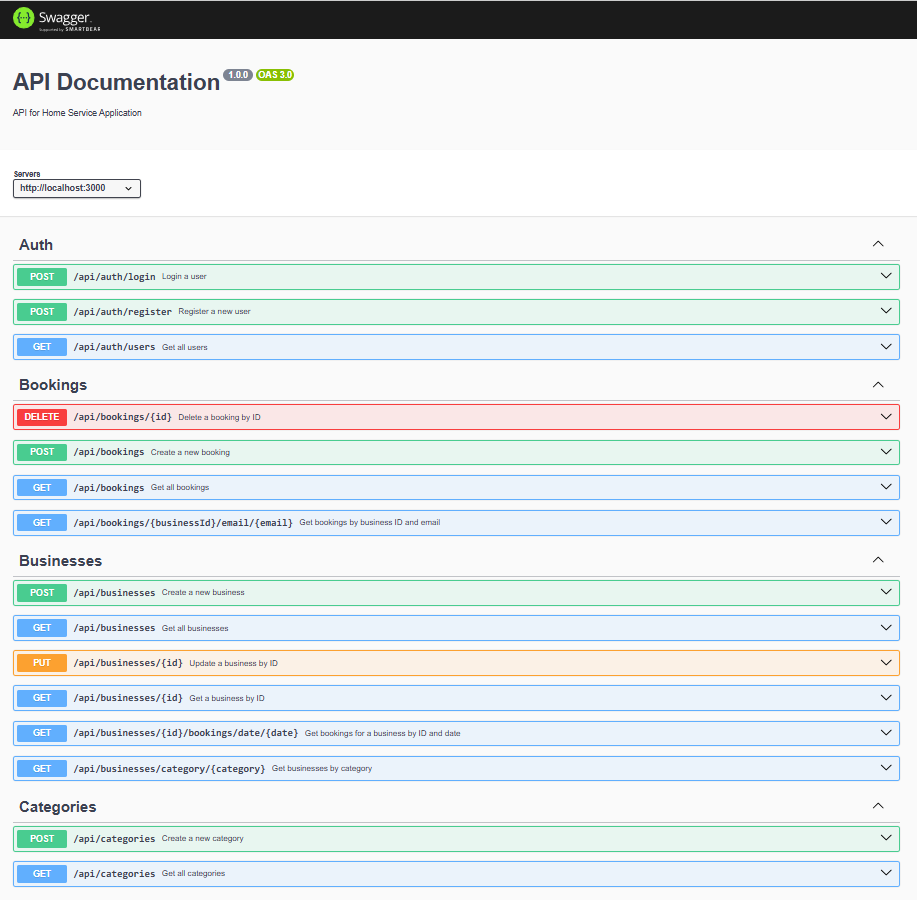 Swagger.
Supported by SMARTBEAR
API Documentation 1.0.0 OAS 3.0
API for Home Service Application
Servers
http://localhost:3000
Auth
POST /api/auth/login Login a user
POST /api/auth/register Register a new user
GET /api/auth/users Get all users
Bookings
DELETE /api/bookings/{id} Delete a booking by ID
POST /api/bookings Create a new booking
GET /api/bookings Get all bookings
GET /api/bookings/{businessId}/email/{email} Get bookings by business ID and email
Businesses
POST /api/businesses Create a new business
GET /api/businesses Get all businesses
PUT /api/businesses/{id} Update a business by ID
GET /api/businesses/{id} Get a business by ID
GET /api/businesses/{id}/bookings/date/{date} Get bookings for a business by ID and date
GET /api/businesses/category/{category} Get businesses by category
Categories
POST /api/categories Create a new category
GET /api/categories Get all categories